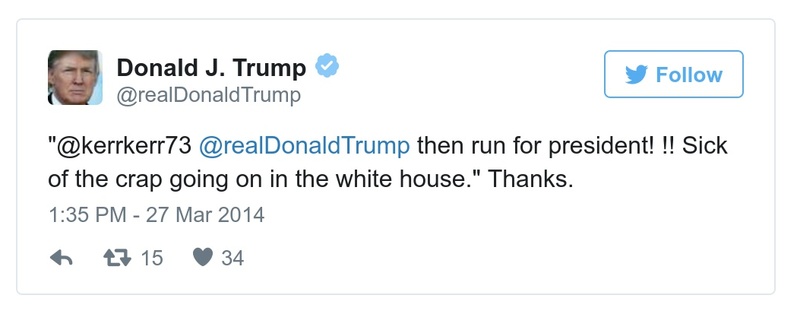 Donald J. Trump
@realDonaldTrump
Follow
"@kerrkerr73 @realDonaldTrump then run for president! !! Sick
of the crap going on in the white house." Thanks.
1:35 PM - 27 Mar 2014
15 34